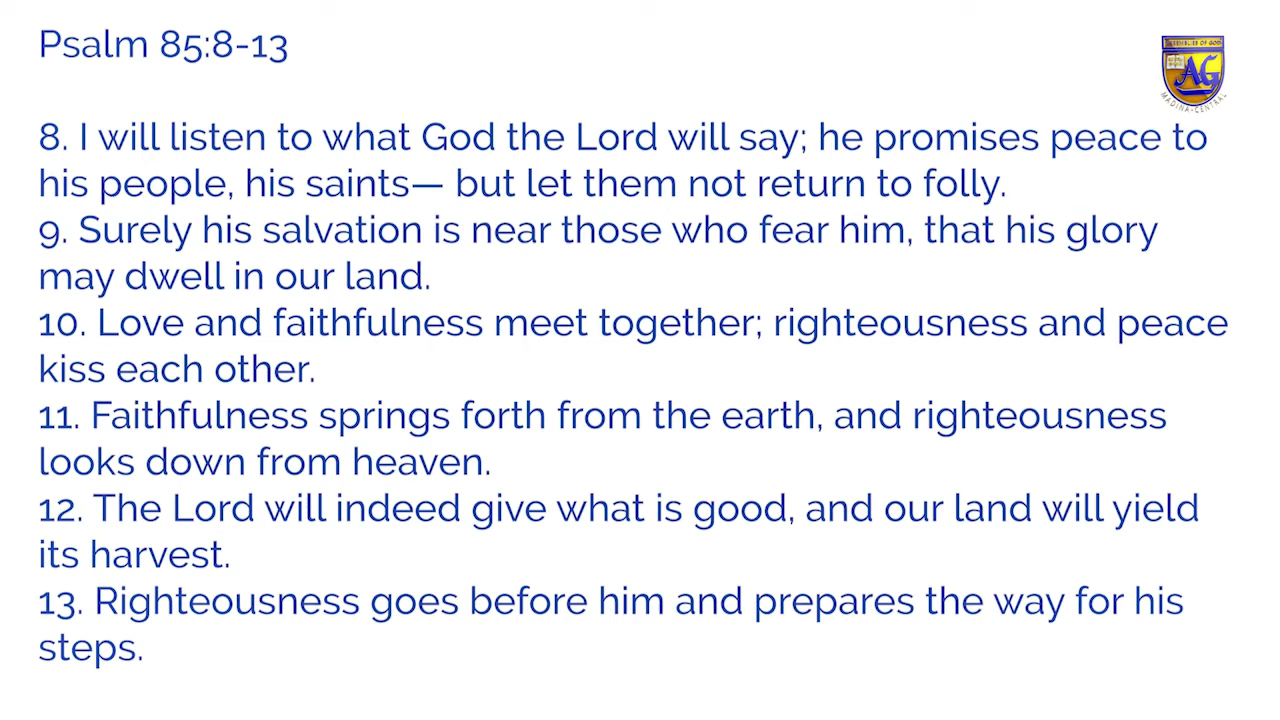 Psalm 85:8-13
ASSEMBLIES OF GOD
AG
MADINA-CENTRAL
8. I will listen to what God the Lord will say; he promises peace to
his people, his saints— but let them not return to folly.
9. Surely his salvation is near those who fear him, that his glory
may dwell in our land.
10. Love and faithfulness meet together; righteousness and peace
kiss each other.
11. Faithfulness springs forth from the earth, and righteousness
looks down from heaven.
12. The Lord will indeed give what is good, and our land will yield
its harvest.
13. Righteousness goes before him and prepares the way for his
steps.